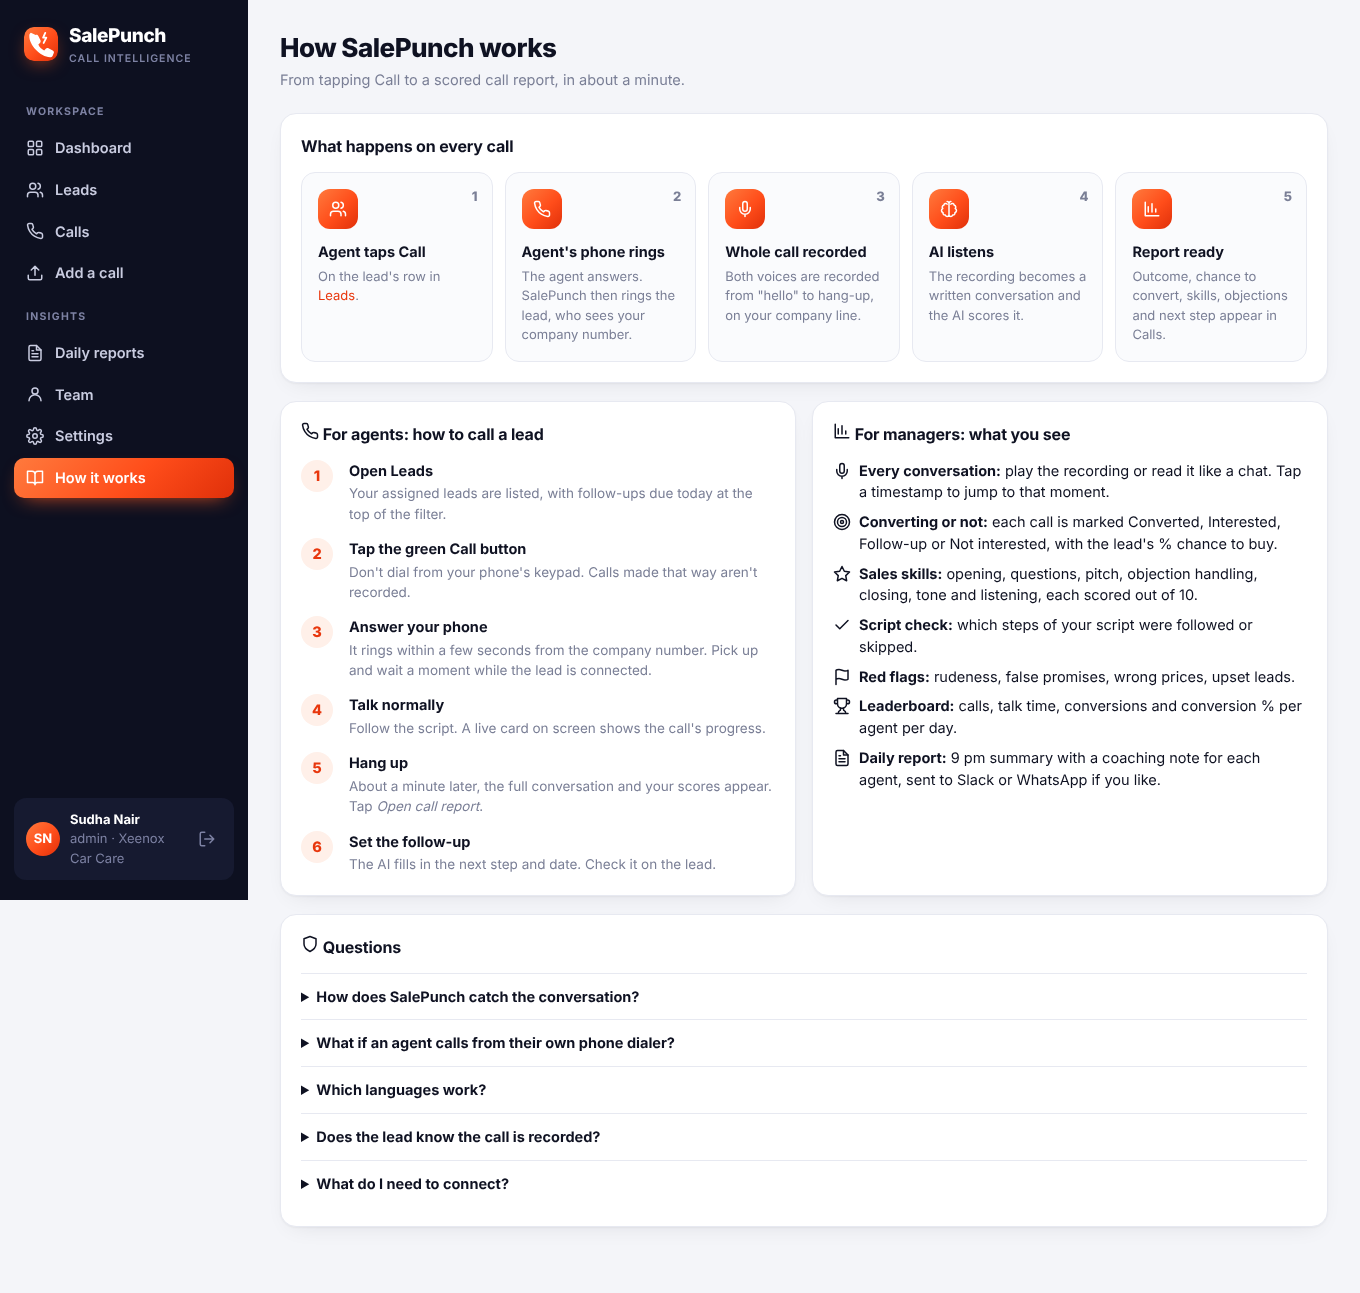 SalePunch
CALL INTELLIGENCE
WORKSPACE
Dashboard
Leads
Calls
Add a call
INSIGHTS
Daily reports
Team
Settings
How it works
SN
Sudha Nair
admin · Xeenox
Car Care
How SalePunch works
From tapping Call to a scored call report, in about a minute.
What happens on every call
1
Agent taps Call
On the lead's row in
Leads.
2
Agent's phone rings
The agent answers.
SalePunch then rings the
lead, who sees your
company number.
3
Whole call recorded
Both voices are recorded
from "hello" to hang-up,
on your company line.
4
AI listens
The recording becomes a
written conversation and
the AI scores it.
5
Report ready
Outcome, chance to
convert, skills, objections
and next step appear in
Calls.
For agents: how to call a lead
1
Open Leads
Your assigned leads are listed, with follow-ups due today at the
top of the filter.
2
Tap the green Call button
Don't dial from your phone's keypad. Calls made that way aren't
recorded.
3
Answer your phone
It rings within a few seconds from the company number. Pick up
and wait a moment while the lead is connected.
4
Talk normally
Follow the script. A live card on screen shows the call's progress.
5
Hang up
About a minute later, the full conversation and your scores appear.
Tap Open call report.
6
Set the follow-up
The AI fills in the next step and date. Check it on the lead.
For managers: what you see
Every conversation: play the recording or read it like a chat. Tap
a timestamp to jump to that moment.
Converting or not: each call is marked Converted, Interested,
Follow-up or Not interested, with the lead's % chance to buy.
Sales skills: opening, questions, pitch, objection handling,
closing, tone and listening, each scored out of 10.
Script check: which steps of your script were followed or
skipped.
Red flags: rudeness, false promises, wrong prices, upset leads.
Leaderboard: calls, talk time, conversions and conversion % per
agent per day.
Daily report: 9 pm summary with a coaching note for each
agent, sent to Slack or WhatsApp if you like.
Questions
How does SalePunch catch the conversation?
What if an agent calls from their own phone dialer?
Which languages work?
Does the lead know the call is recorded?
What do I need to connect?